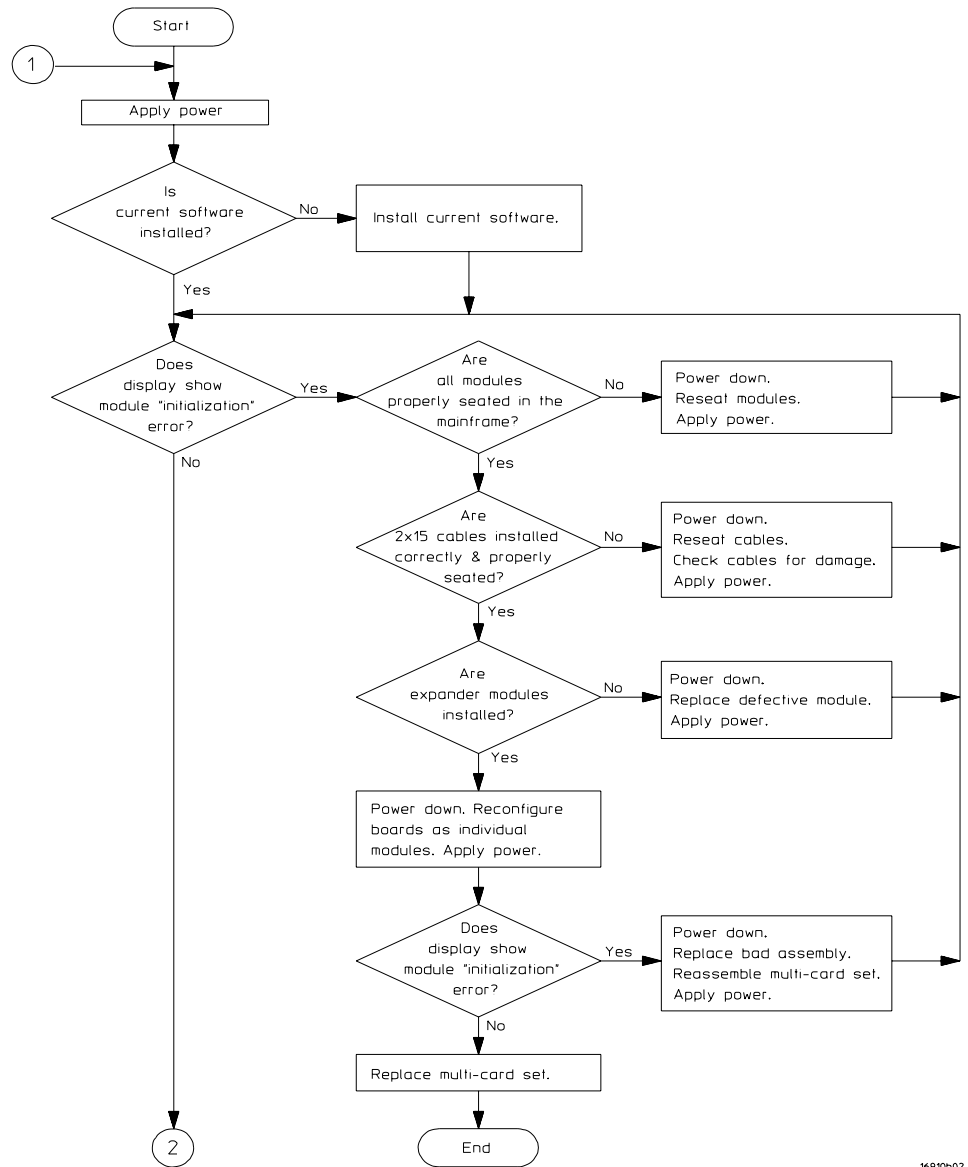 Start
1
Apply power
Is
current software
installed?
No
Install current software.
Yes
Does
display show
module "initialization"
error?
Yes
No
Are
all modules
properly seated in the
mainframe?
No
Power down.
Reseat modules.
Apply power.
Yes
Are
2x15 cables installed
correctly & properly
seated?
No
Power down.
Reseat cables.
Check cables for damage.
Apply power.
Yes
Are
expander modules
installed?
No
Power down.
Replace defective module.
Apply power.
Yes
Power down. Reconfigure
boards as individual
modules. Apply power.
Does
display show
module "initialization"
error?
Yes
Power down.
Replace bad assembly.
Reassemble multi-card set.
Apply power.
No
Replace multi-card set.
2
End
16910b02